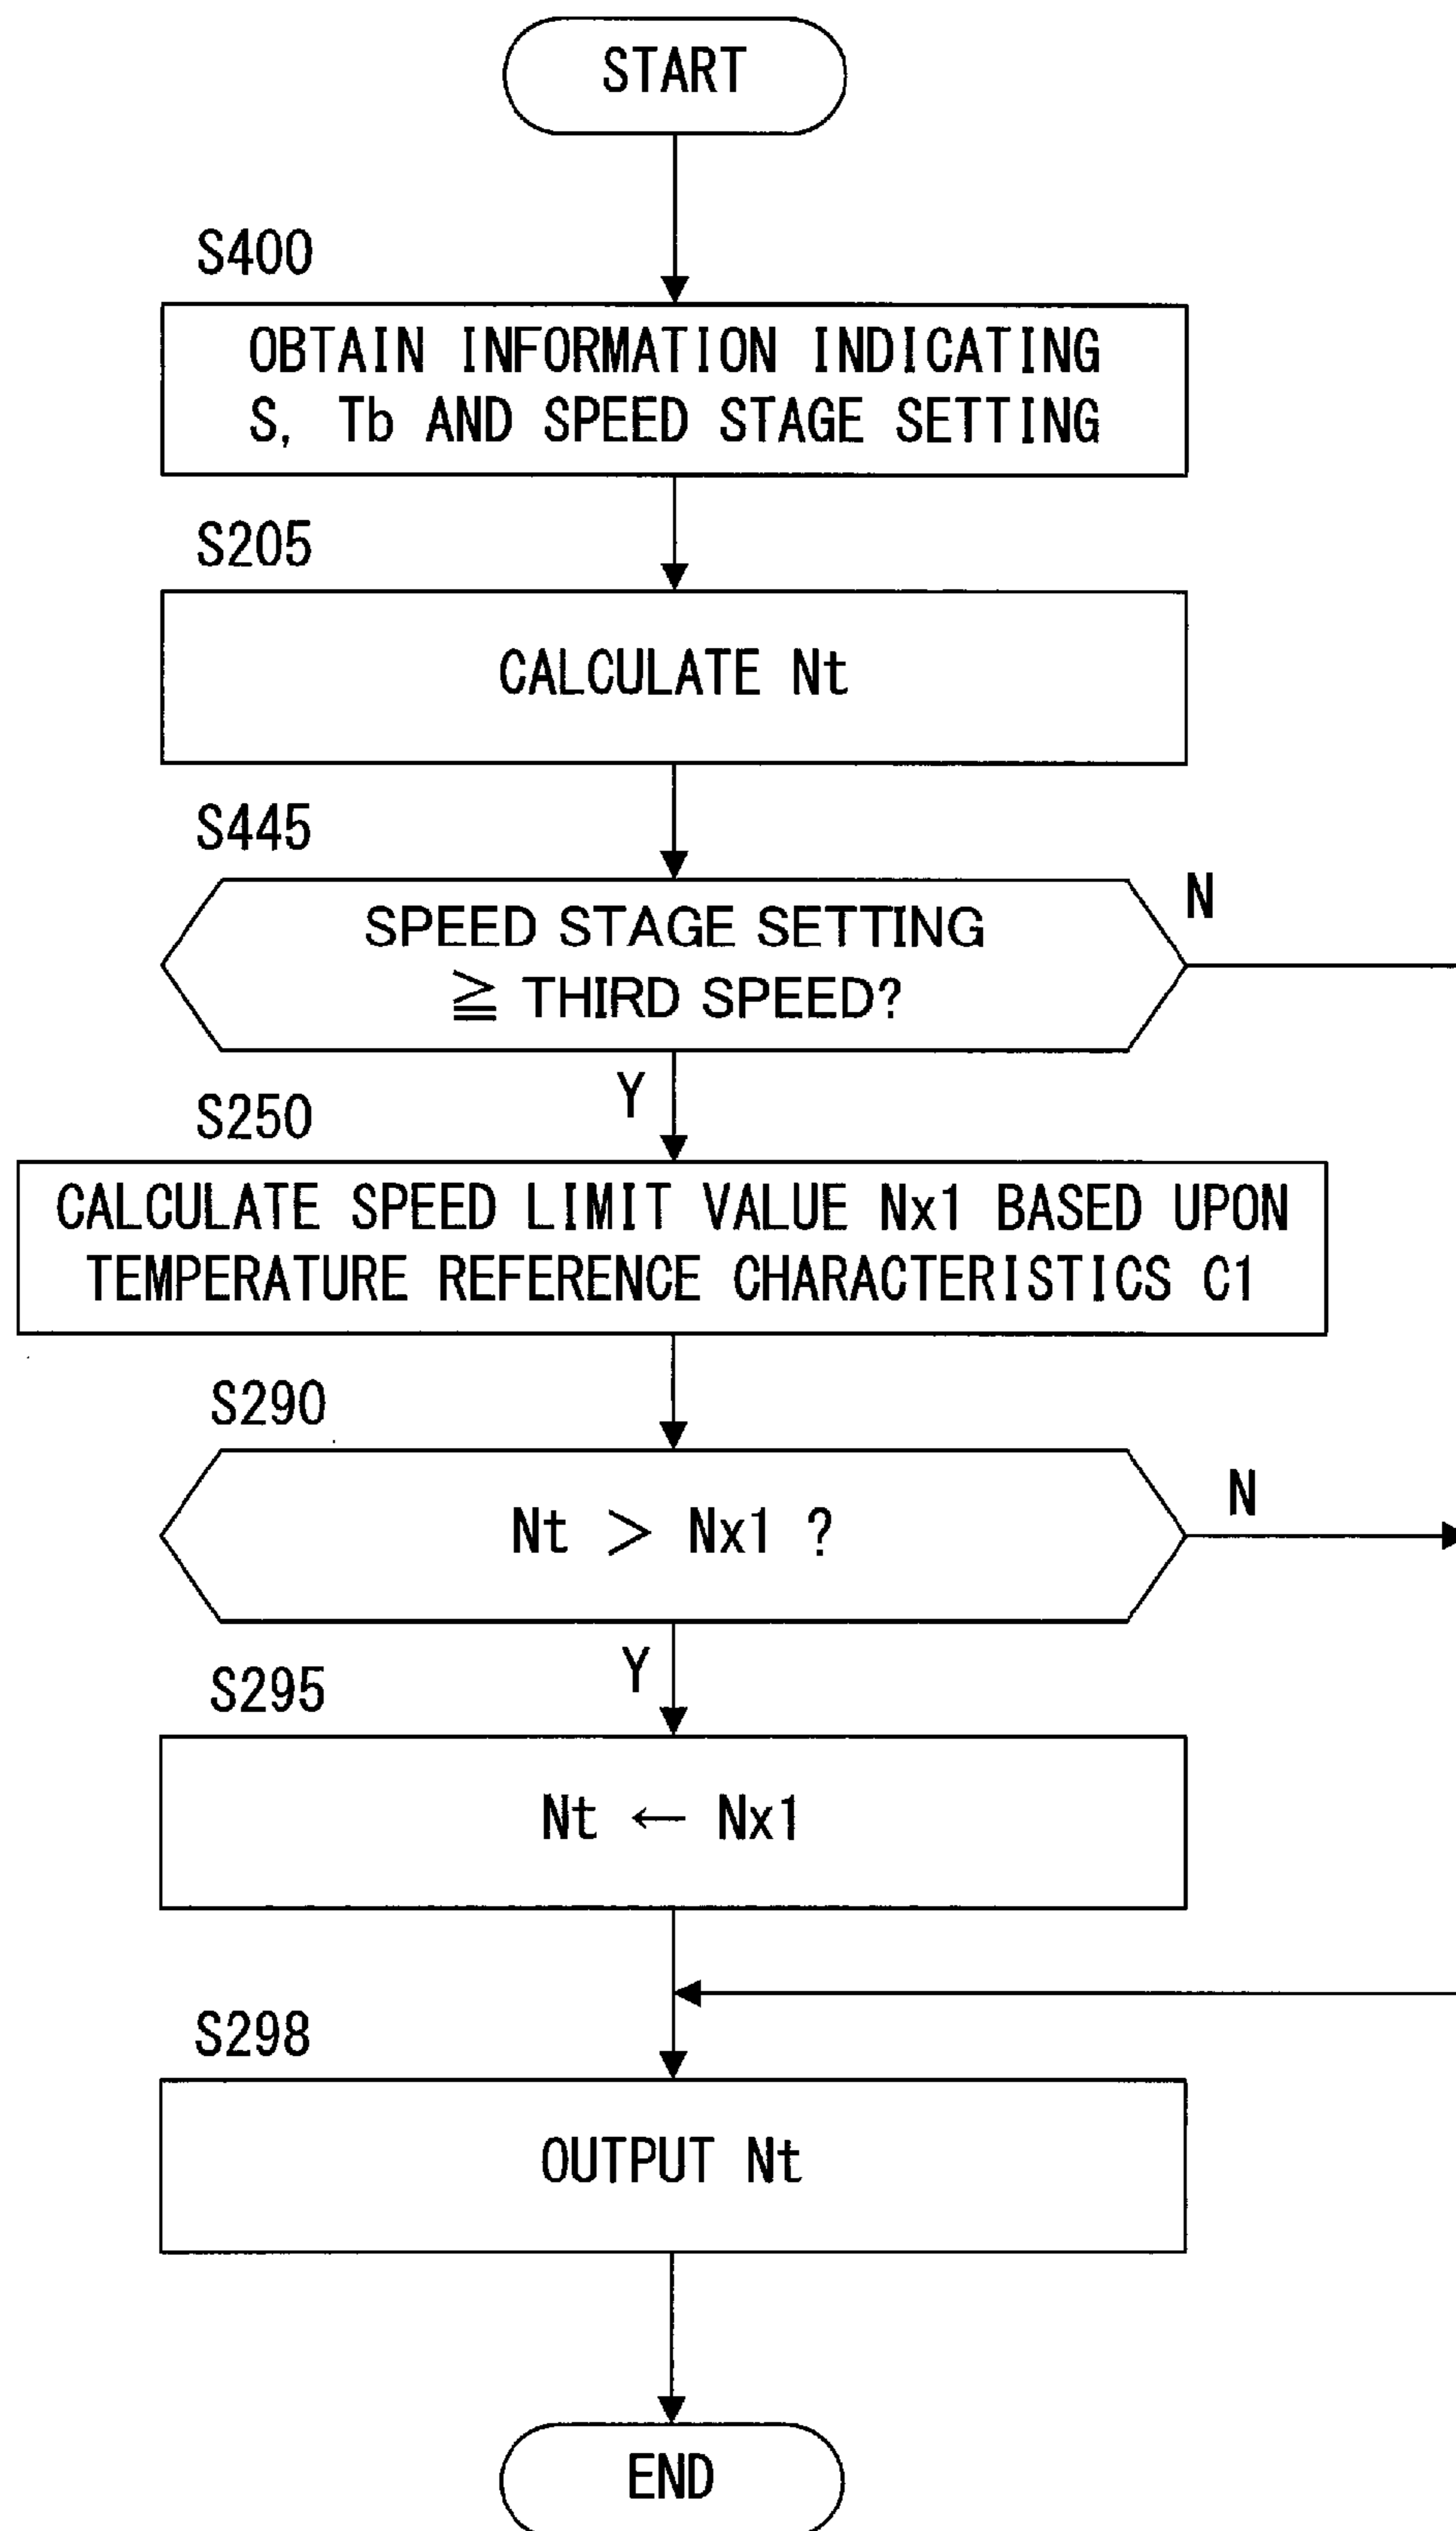 START
S400
OBTAIN INFORMATION INDICATING
S, Tb AND SPEED STAGE SETTING
S205
CALCULATE Nt
S445
SPEED STAGE SETTING
≧ THIRD SPEED?
N
Y
S250
CALCULATE SPEED LIMIT VALUE Nx1 BASED UPON
TEMPERATURE REFERENCE CHARACTERISTICS C1
S290
Nt > Nx1 ?
N
Y
S295
Nt ← Nx1
S298
OUTPUT Nt
END